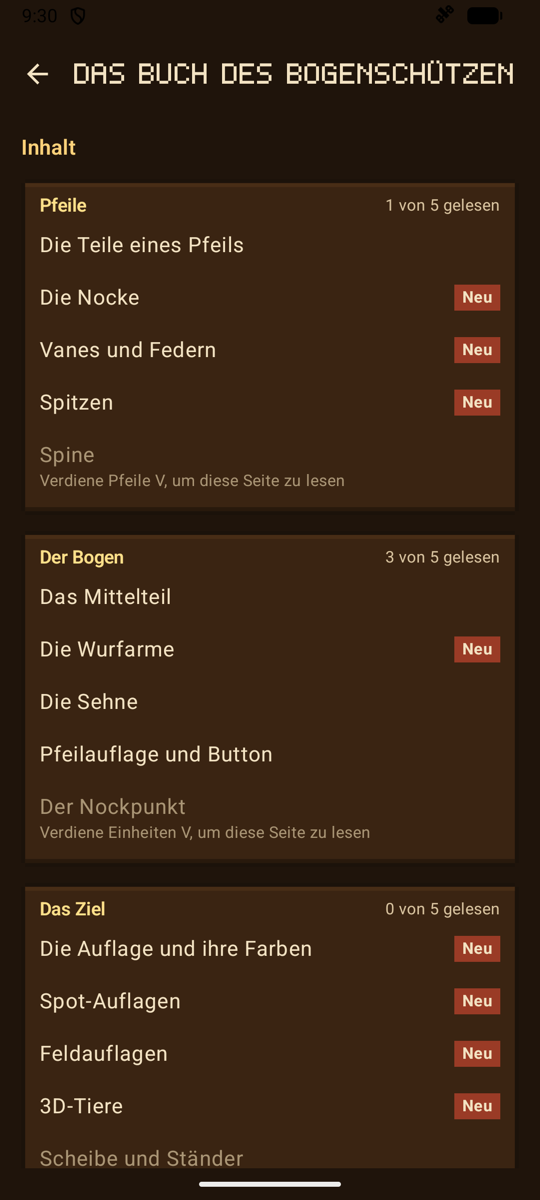 9:30
DAS BUCH DES BOGENSCHÜTZEN
Inhalt
Pfeile 1 von 5 gelesen
Die Teile eines Pfeils
Die Nocke Neu
Vanes und Federn Neu
Spitzen Neu
Spine
Verdiene Pfeile V, um diese Seite zu lesen
Der Bogen 3 von 5 gelesen
Das Mittelteil
Die Wurfarme Neu
Die Sehne
Pfeilauflage und Button
Der Nockpunkt
Verdiene Einheiten V, um diese Seite zu lesen
Das Ziel 0 von 5 gelesen
Die Auflage und ihre Farben Neu
Spot-Auflagen Neu
Feldauflagen Neu
3D-Tiere Neu
Scheibe und Ständer